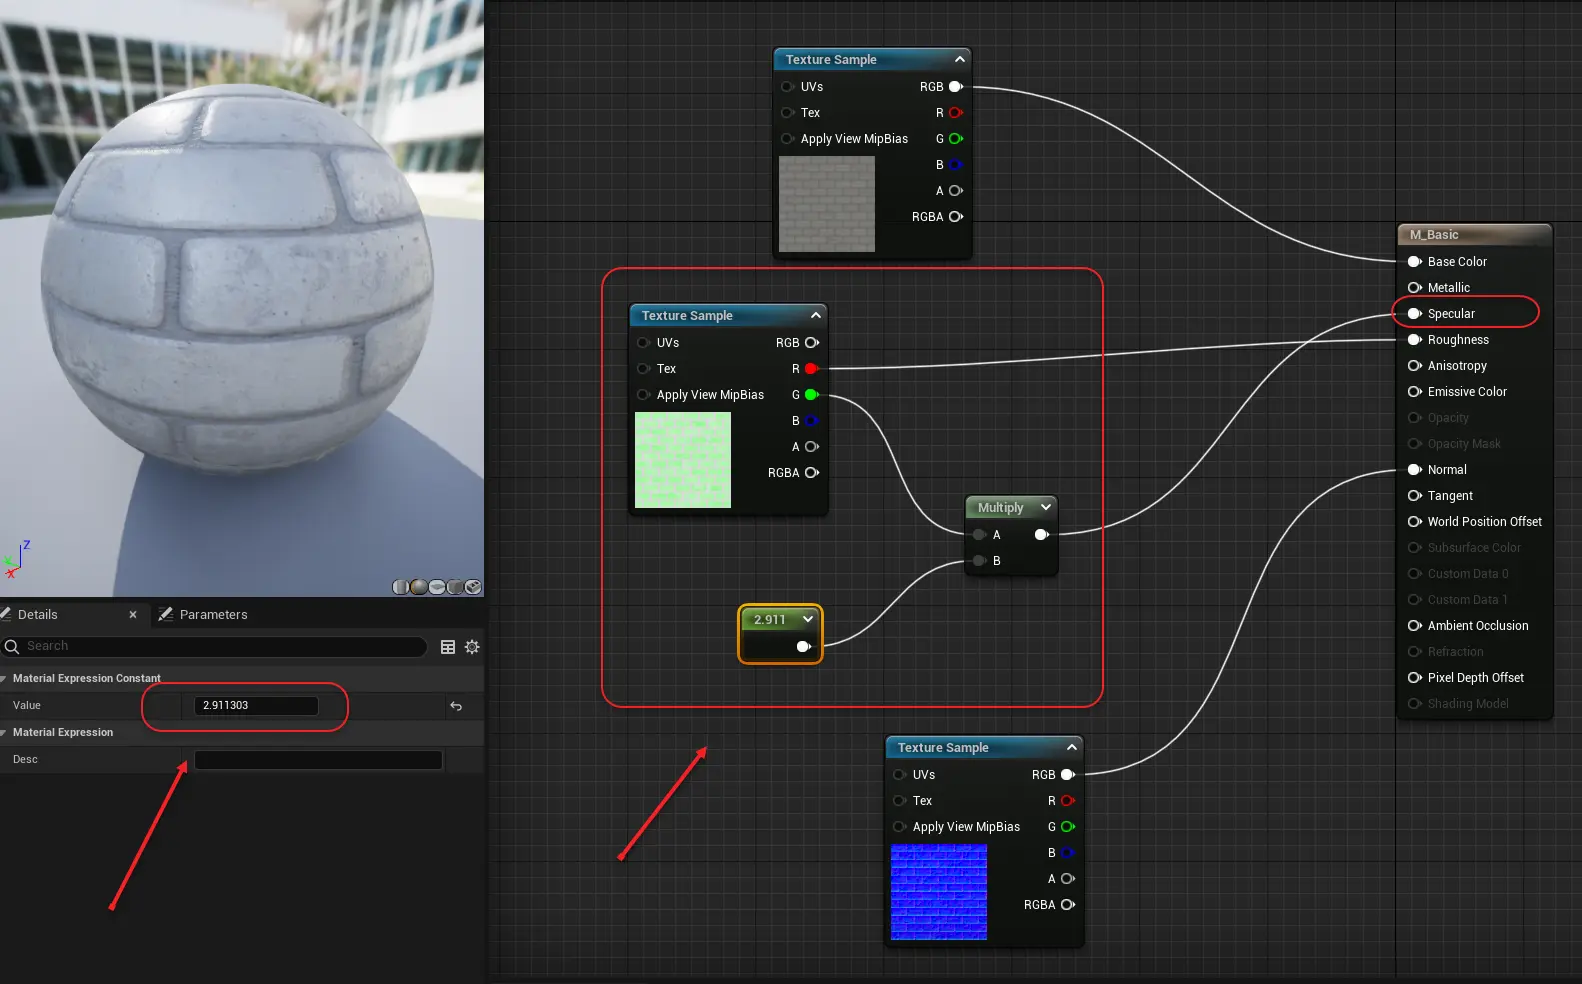 Z
X
Details
Parameters
Search
Material Expression Constant
Value
2.911303
Material Expression
Desc
Texture Sample
UVs
RGB
Tex
R
Apply View MipBias
G
B
A
RGBA
Texture Sample
UVs
RGB
Tex
R
Apply View MipBias
G
B
A
RGBA
Multiply
A
B
2.911
Texture Sample
UVs
RGB
Tex
R
Apply View MipBias
G
B
A
RGBA
M_Basic
Base Color
Metallic
Specular
Roughness
Anisotropy
Emissive Color
Opacity
Opacity Mask
Normal
Tangent
World Position Offset
Subsurface Color
Custom Data 0
Custom Data 1
Ambient Occlusion
Refraction
Pixel Depth Offset
Shading Model